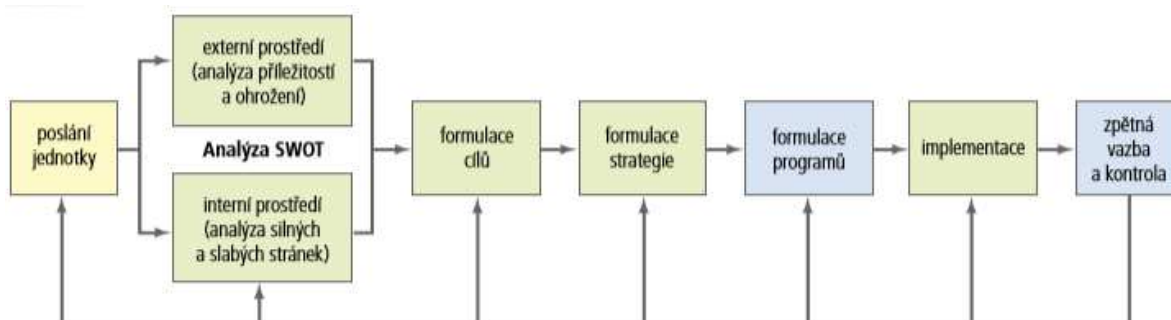 poslání
jednotky
externí prostředí
(analýza příležitostí
a ohrožení)
Analýza SWOT
interní prostředí
(analýza silných
a slabých stránek)
formulace
cílů
formulace
strategie
formulace
programů
implementace
zpětná
vazba
a kontrola